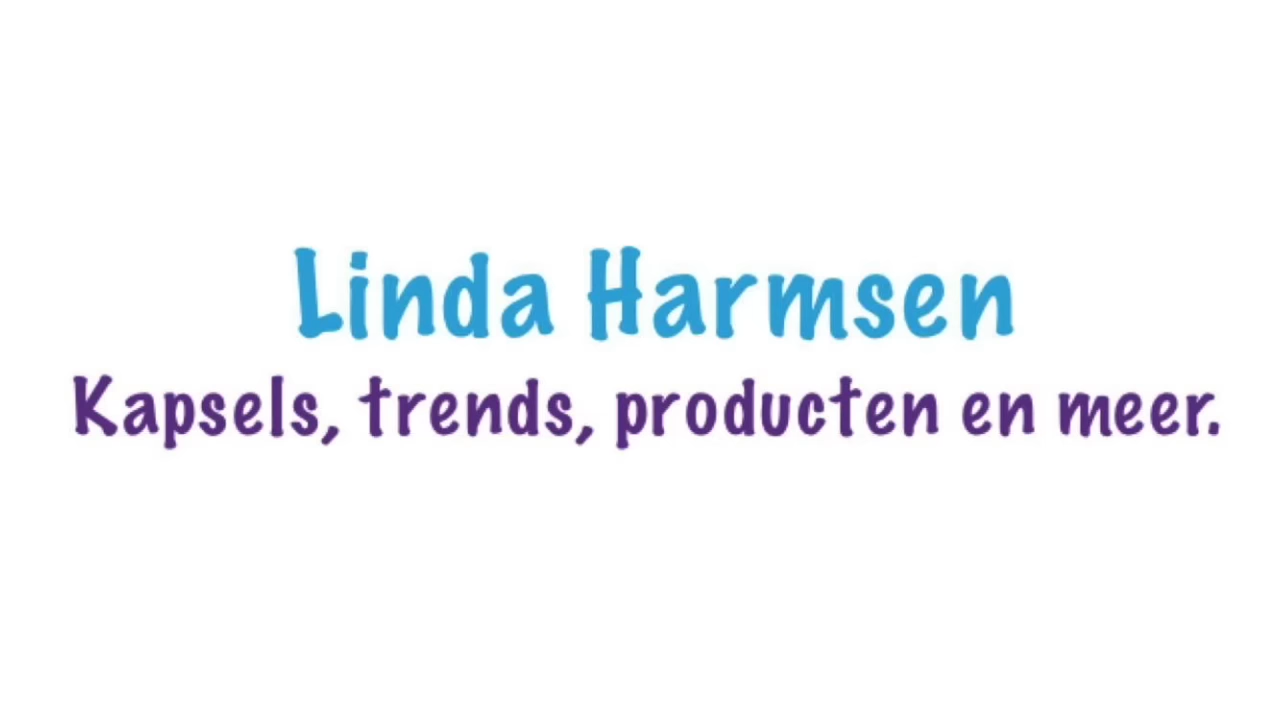 Linda Harmsen
Kapsels, trends, producten en meer.